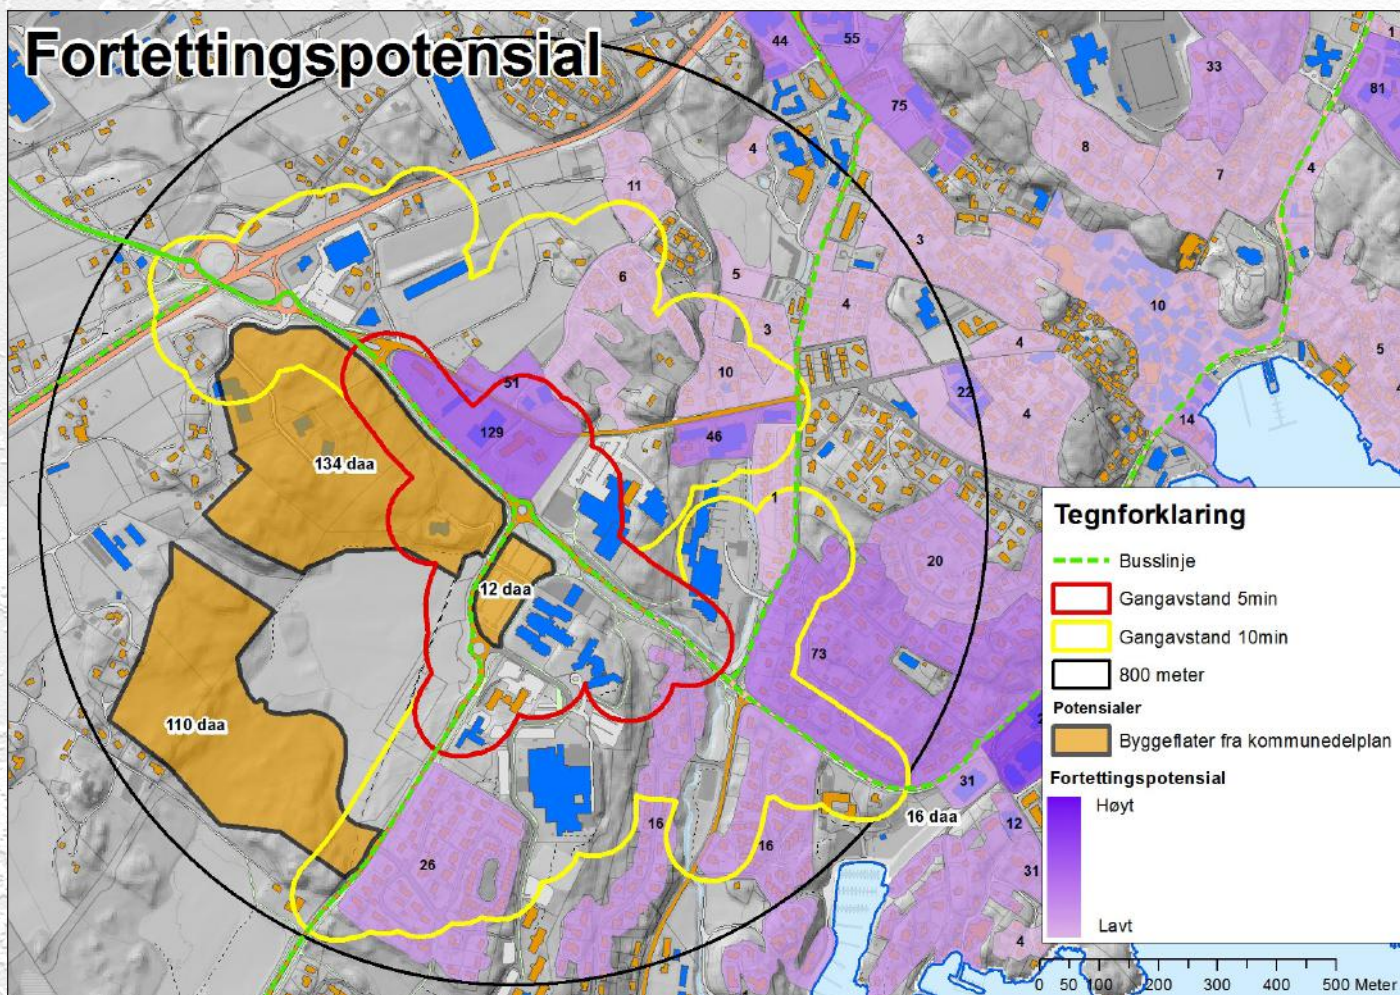 Fortettingspotensial
44
55
33
1
81
75
4
8
7
4
11
3
6
5
10
4
3
4
5
10
51
22
4
14
129
46
134 daa
1
20
12 daa
73
110 daa
31
16 daa
12
16
16
26
31
4
Tegnforklaring
Busslinje
Gangavstand 5min
Gangavstand 10min
800 meter
Potensialer
Byggeflater fra kommunedelplan
Fortettingspotensial
Høyt
Lavt
0 50 100 200 300 400 500 Meter